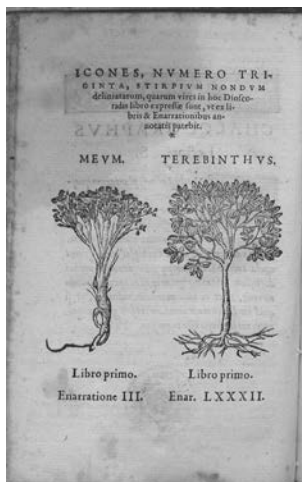 ICONES, NVMERO TRI-
GINTA, STIRPIVM NONDVM
delineatarum, quarum vires in hoc Diosco-
ridis libro expressæ sunt, vt ex li-
bris & Enarrationibus an-
notatis patebit.
MEVM. TEREBINTHVS.
Libro primo. Libro primo.
Enarratione III. Enar. LXXXII.